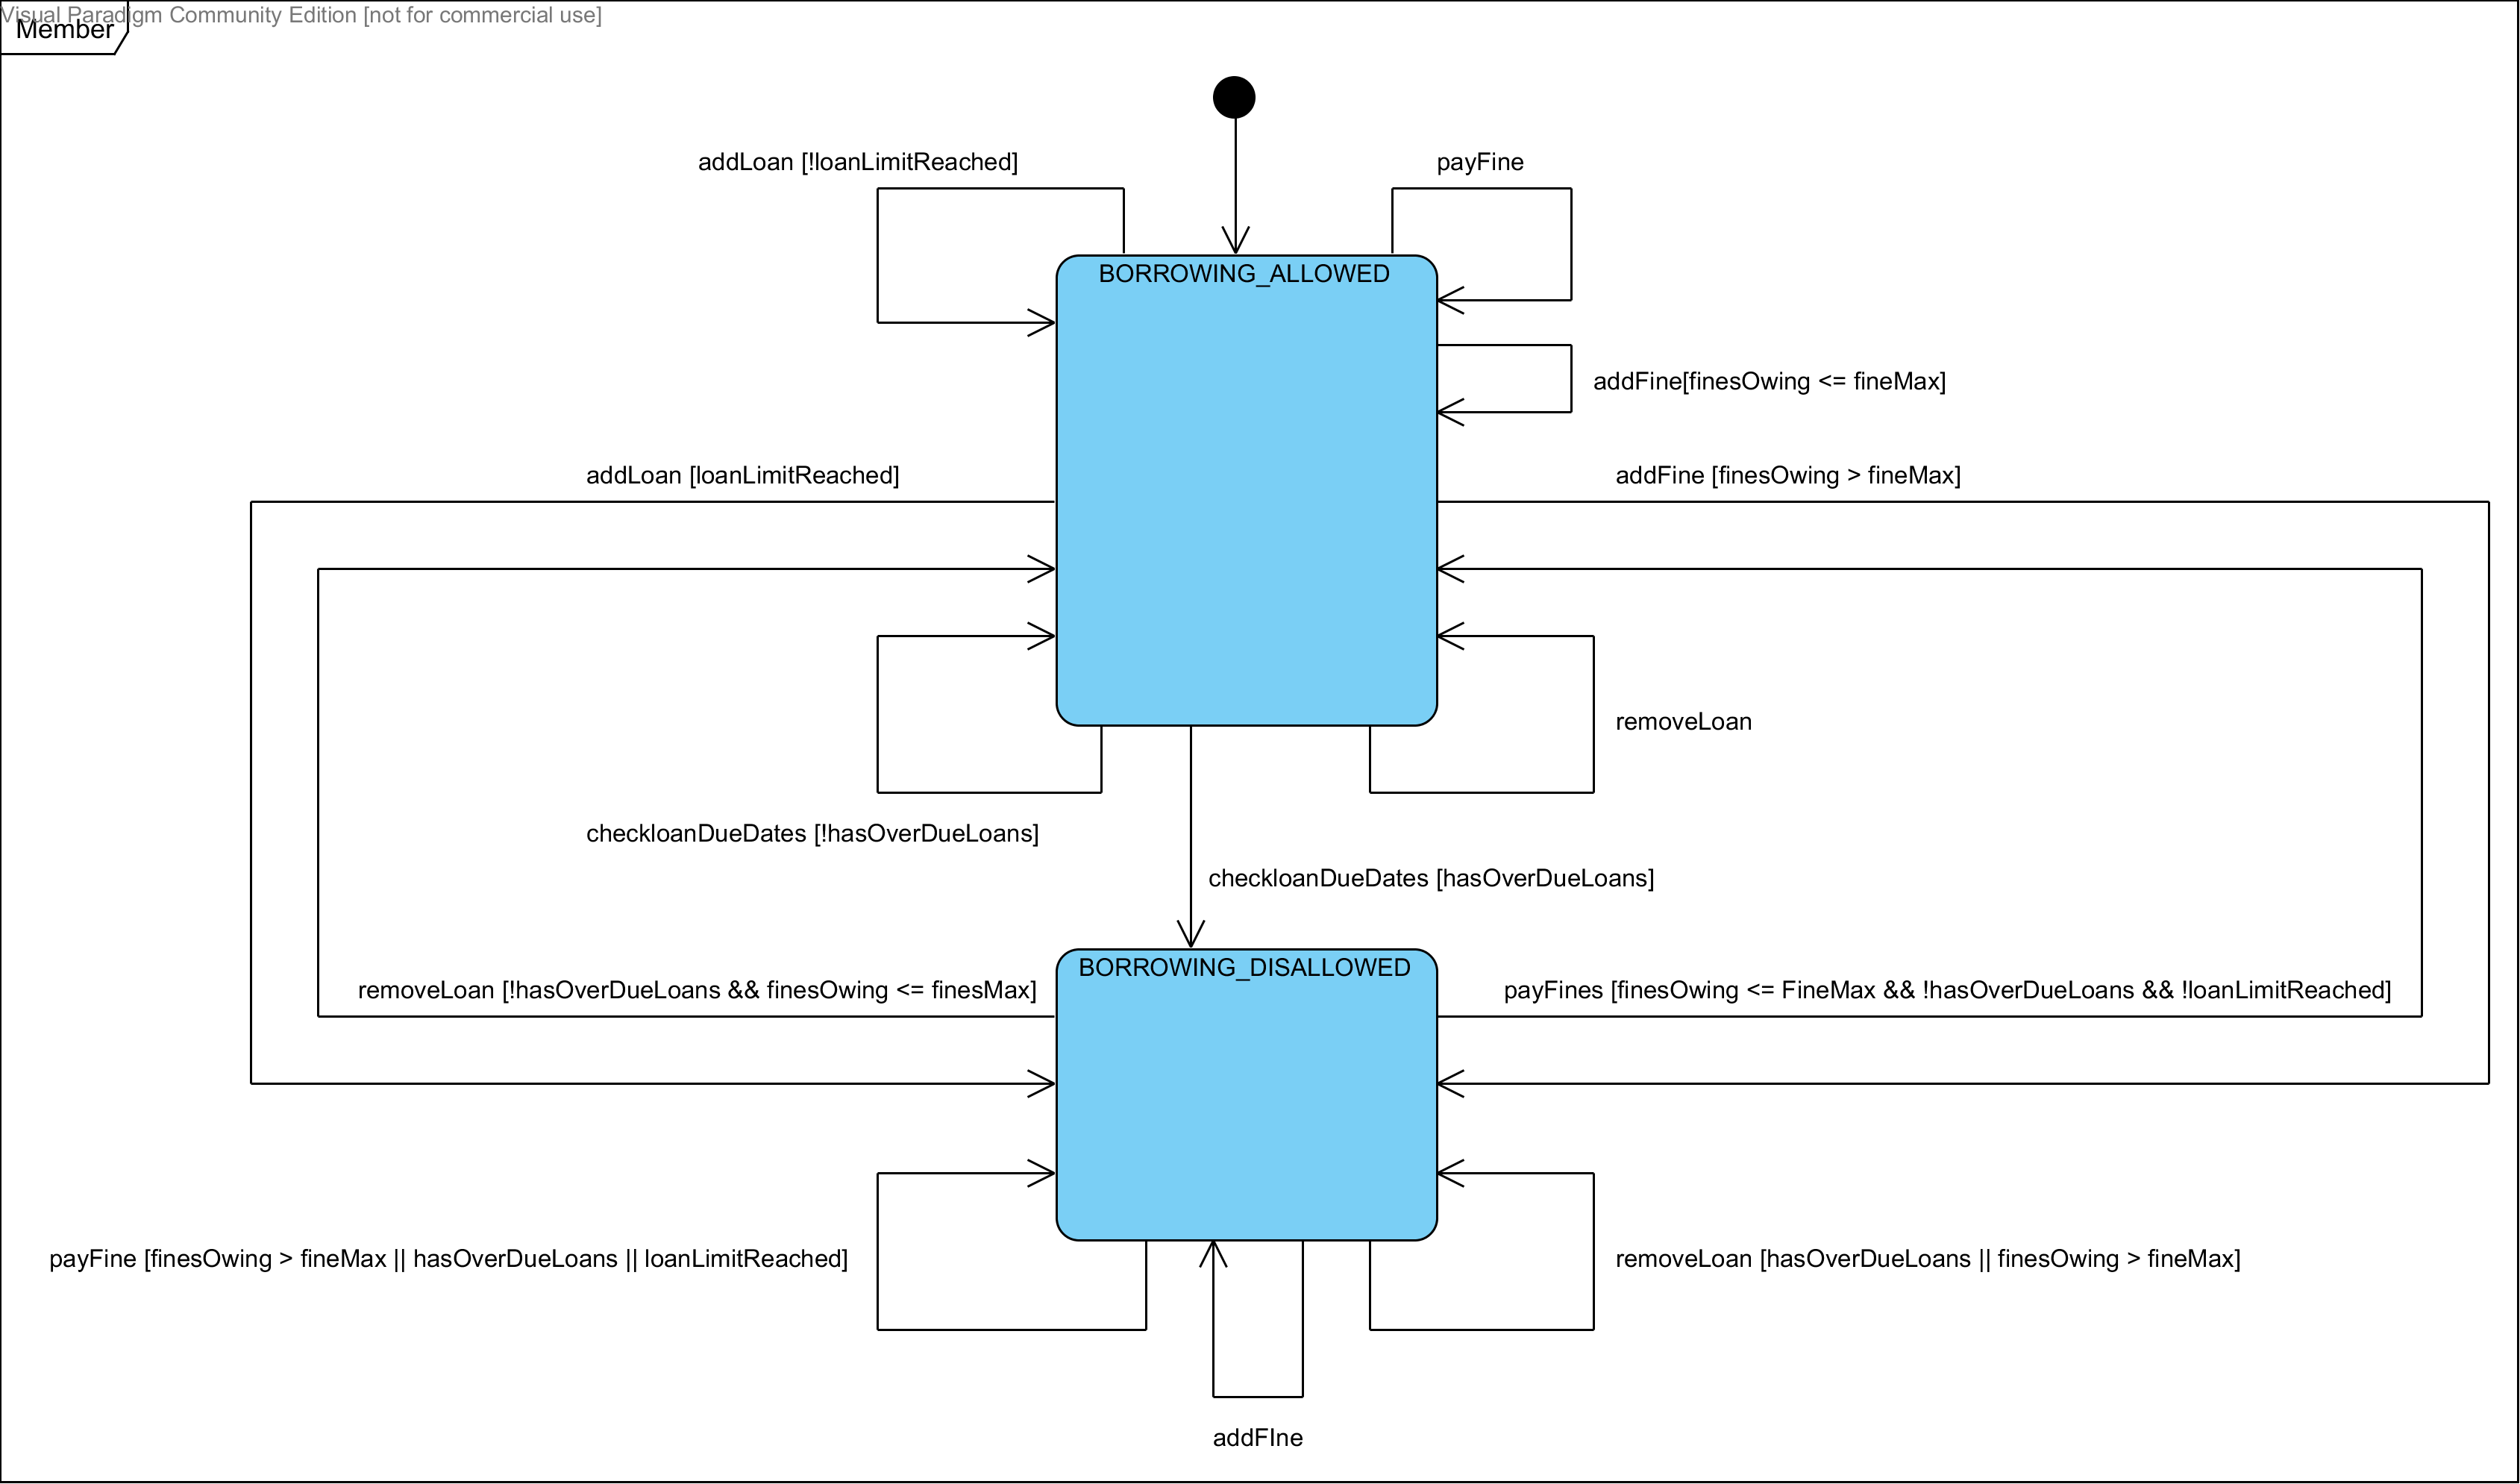 Visual Paradigm Community Edition [not for commercial use]
Member
addLoan [!loanLimitReached]
payFine
BORROWING_ALLOWED
addFine[finesOwing <= fineMax]
addLoan [loanLimitReached]
addFine [finesOwing > fineMax]
removeLoan
checkloanDueDates [!hasOverDueLoans]
checkloanDueDates [hasOverDueLoans]
BORROWING_DISALLOWED
removeLoan [!hasOverDueLoans && finesOwing <= finesMax]
payFines [finesOwing <= FineMax && !hasOverDueLoans && !loanLimitReached]
payFine [finesOwing > fineMax || hasOverDueLoans || loanLimitReached]
removeLoan [hasOverDueLoans || finesOwing > fineMax]
addFIne